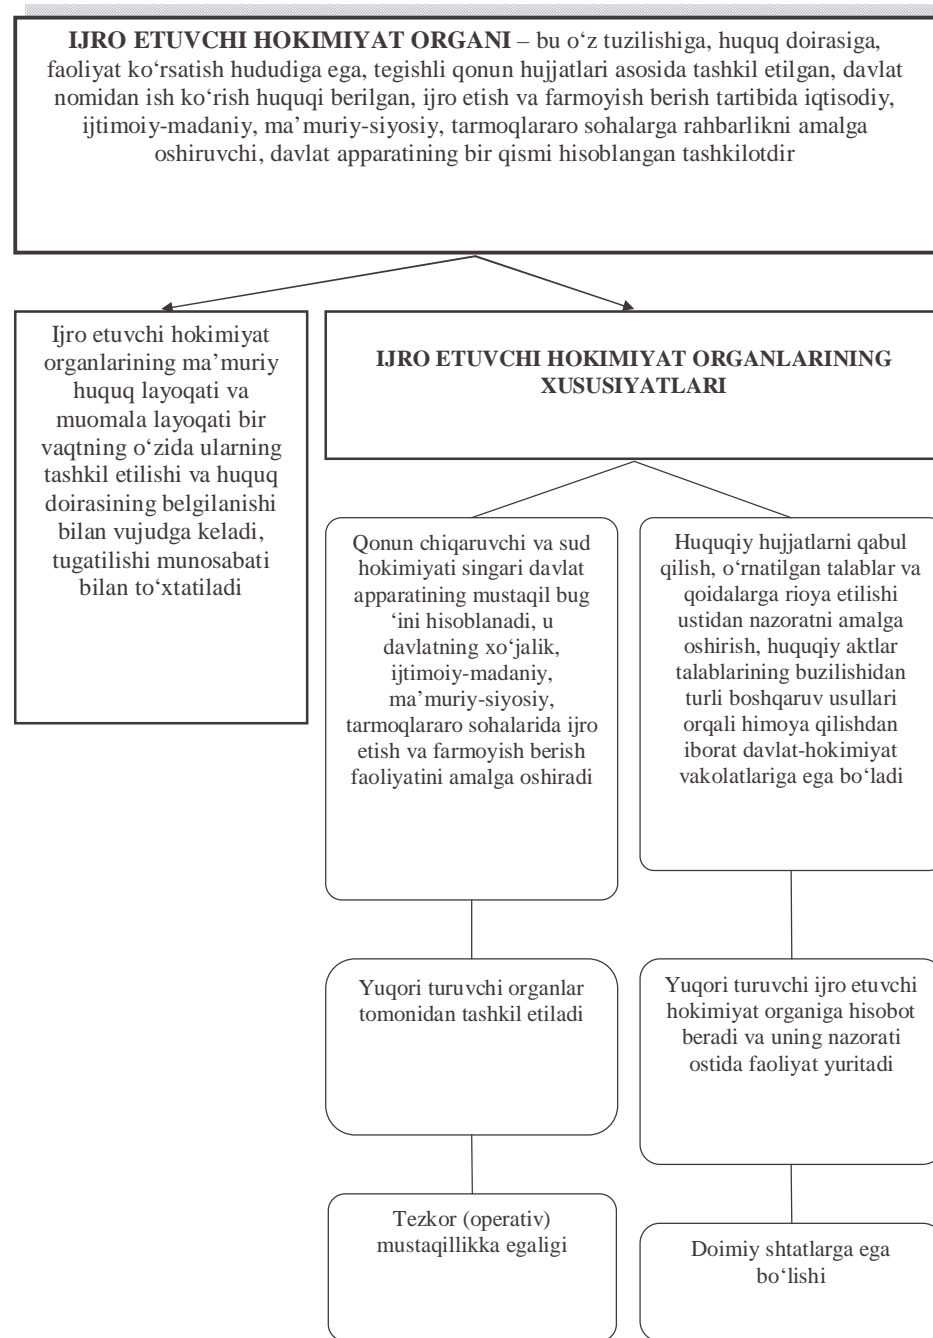 IJRO ETUVCHI HOKIMIYAT ORGANI – bu o‘z tuzilishiga, huquq doirasiga,
faoliyat ko‘rsatish hududiga ega, tegishli qonun hujjatlari asosida tashkil etilgan, davlat
nomidan ish ko‘rish huquqi berilgan, ijro etish va farmoyish berish tartibida iqtisodiy,
ijtimoiy-madaniy, ma’muriy-siyosiy, tarmoqlararo sohalarga rahbarlikni amalga
oshiruvchi, davlat apparatining bir qismi hisoblangan tashkilotdir
Ijro etuvchi hokimiyat
organlarining ma’muriy
huquq layoqati va
muomala layoqati bir
vaqtning o‘zida ularning
tashkil etilishi va huquq
doirasining belgilanishi
bilan vujudga keladi,
tugatilishi munosabati
bilan to‘xtatiladi
IJRO ETUVCHI HOKIMIYAT ORGANLARINING
XUSUSIYATLARI
Qonun chiqaruvchi va sud
hokimiyati singari davlat
apparatining mustaqil bug
‘ini hisoblanadi, u
davlatning xo‘jalik,
ijtimoiy-madaniy,
ma’muriy-siyosiy,
tarmoqlararo sohalarida ijro
etish va farmoyish berish
faoliyatini amalga oshiradi
Huquqiy hujjatlarni qabul
qilish, o‘rnatilgan talablar va
qoidalarga rioya etilishi
ustidan nazoratni amalga
oshirish, huquqiy aktlar
talablarining buzilishidan
turli boshqaruv usullari
orqali himoya qilishdan
iborat davlat-hokimiyat
vakolatlariga ega bo‘ladi
Yuqori turuvchi organlar
tomonidan tashkil etiladi
Yuqori turuvchi ijro etuvchi
hokimiyat organiga hisobot
beradi va uning nazorati
ostida faoliyat yuritadi
Tezkor (operativ)
mustaqillikka egaligi
Doimiy shtatlarga ega
bo‘lishi